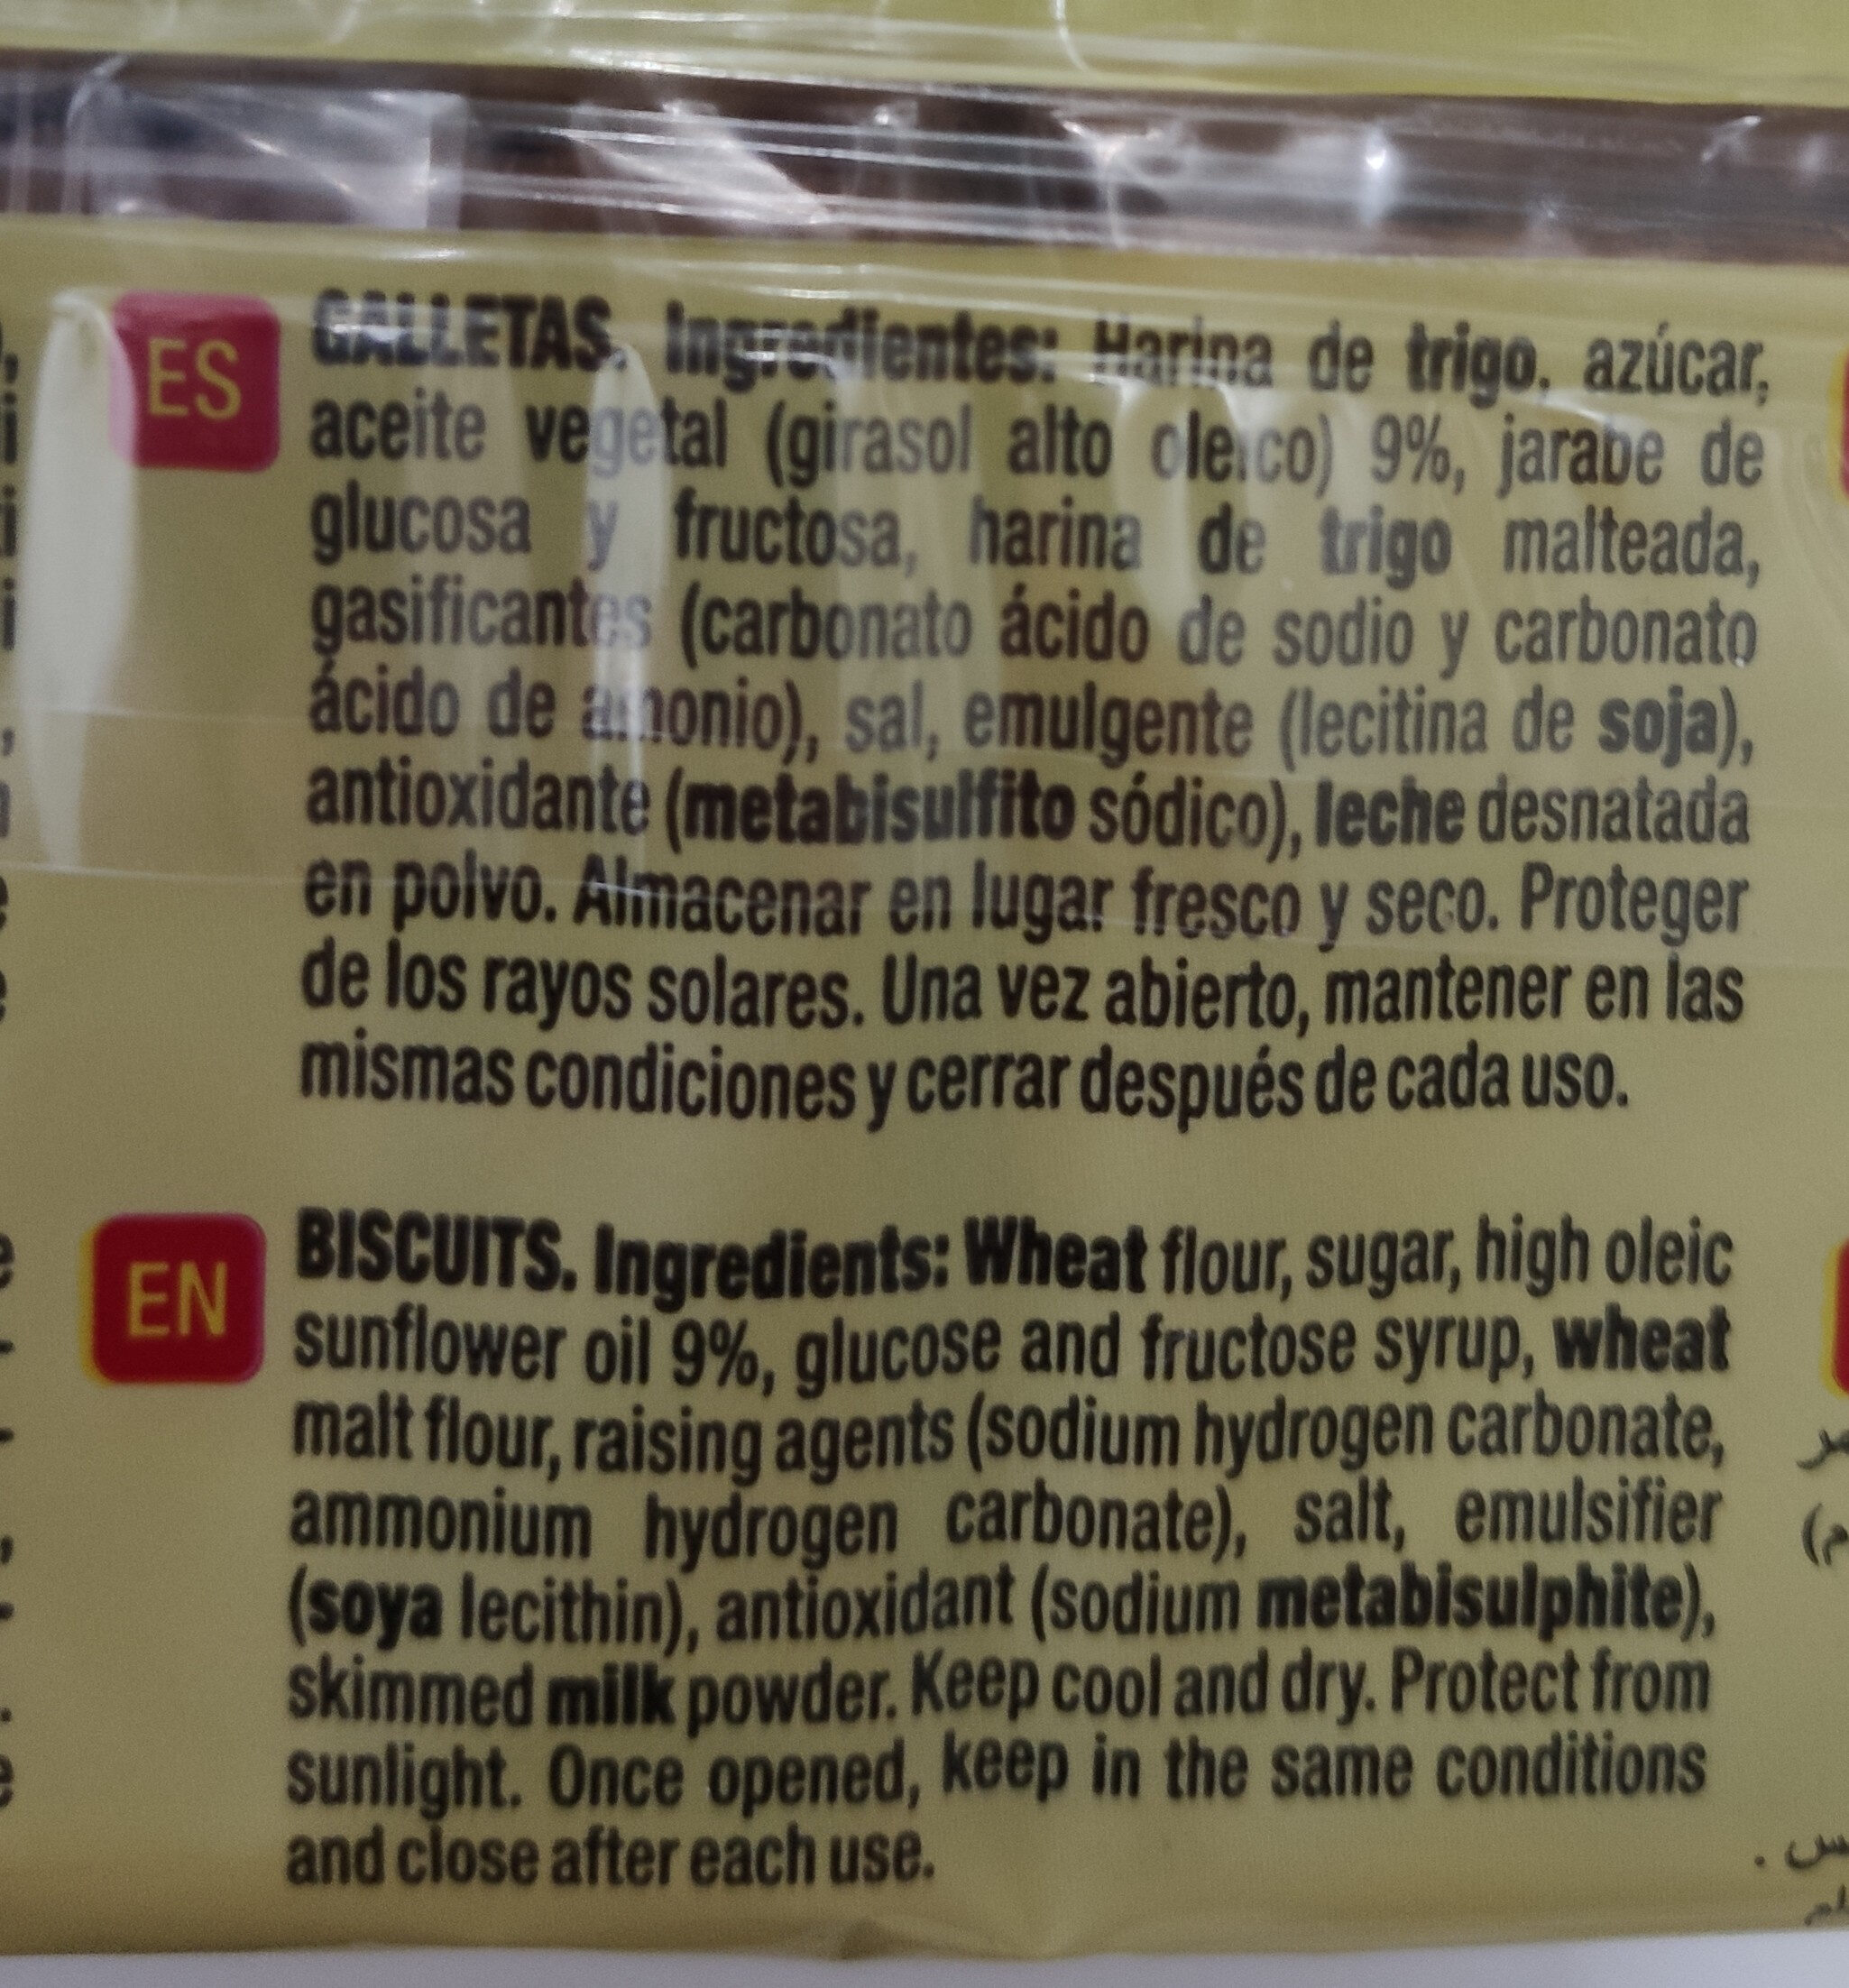 ES
GALLETAS. Ingredientes: Harina de trigo, azúcar,
aceite vegetal (girasol alto oleico) 9%, jarabe de
glucosa y fructosa, harina de trigo malteada,
gasificantes (carbonato ácido de sodio y carbonato
ácido de amonio), sal, emulgente (lecitina de soja),
antioxidante (metabisulfito sódico), leche desnatada
en polvo. Almacenar en lugar fresco y seco. Proteger
de los rayos solares. Una vez abierto, mantener en las
mismas condiciones y cerrar después de cada uso.
EN
BISCUITS. Ingredients: Wheat flour, sugar, high oleic
sunflower oil 9%, glucose and fructose syrup, wheat
malt flour, raising agents (sodium hydrogen carbonate,
ammonium hydrogen carbonate), salt, emulsifier
(soya lecithin), antioxidant (sodium metabisulphite),
skimmed milk powder. Keep cool and dry. Protect from
sunlight. Once opened, keep in the same conditions
and close after each use.